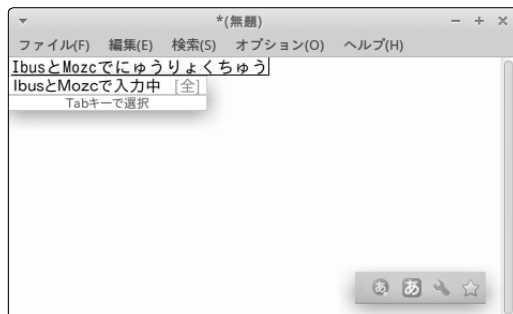 *(無題)
ファイル(F) 編集(E) 検索(S) オプション(O) ヘルプ(H)
IbusとMozcでにゅうりょくちゅう
IbusとMozcで入力中 [全]
Tabキーで選択
あ あ